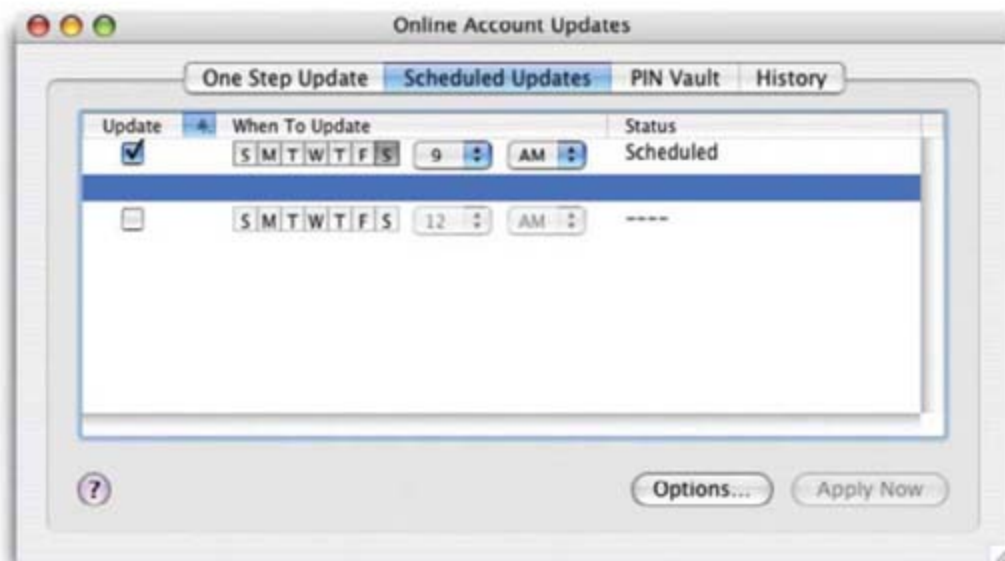 Online Account Updates
One Step Update Scheduled Updates PIN Vault History
Update When To Update Status
S M T W T F S 9 AM Scheduled
S M T W T F S 12 AM ----
? Options... Apply Now